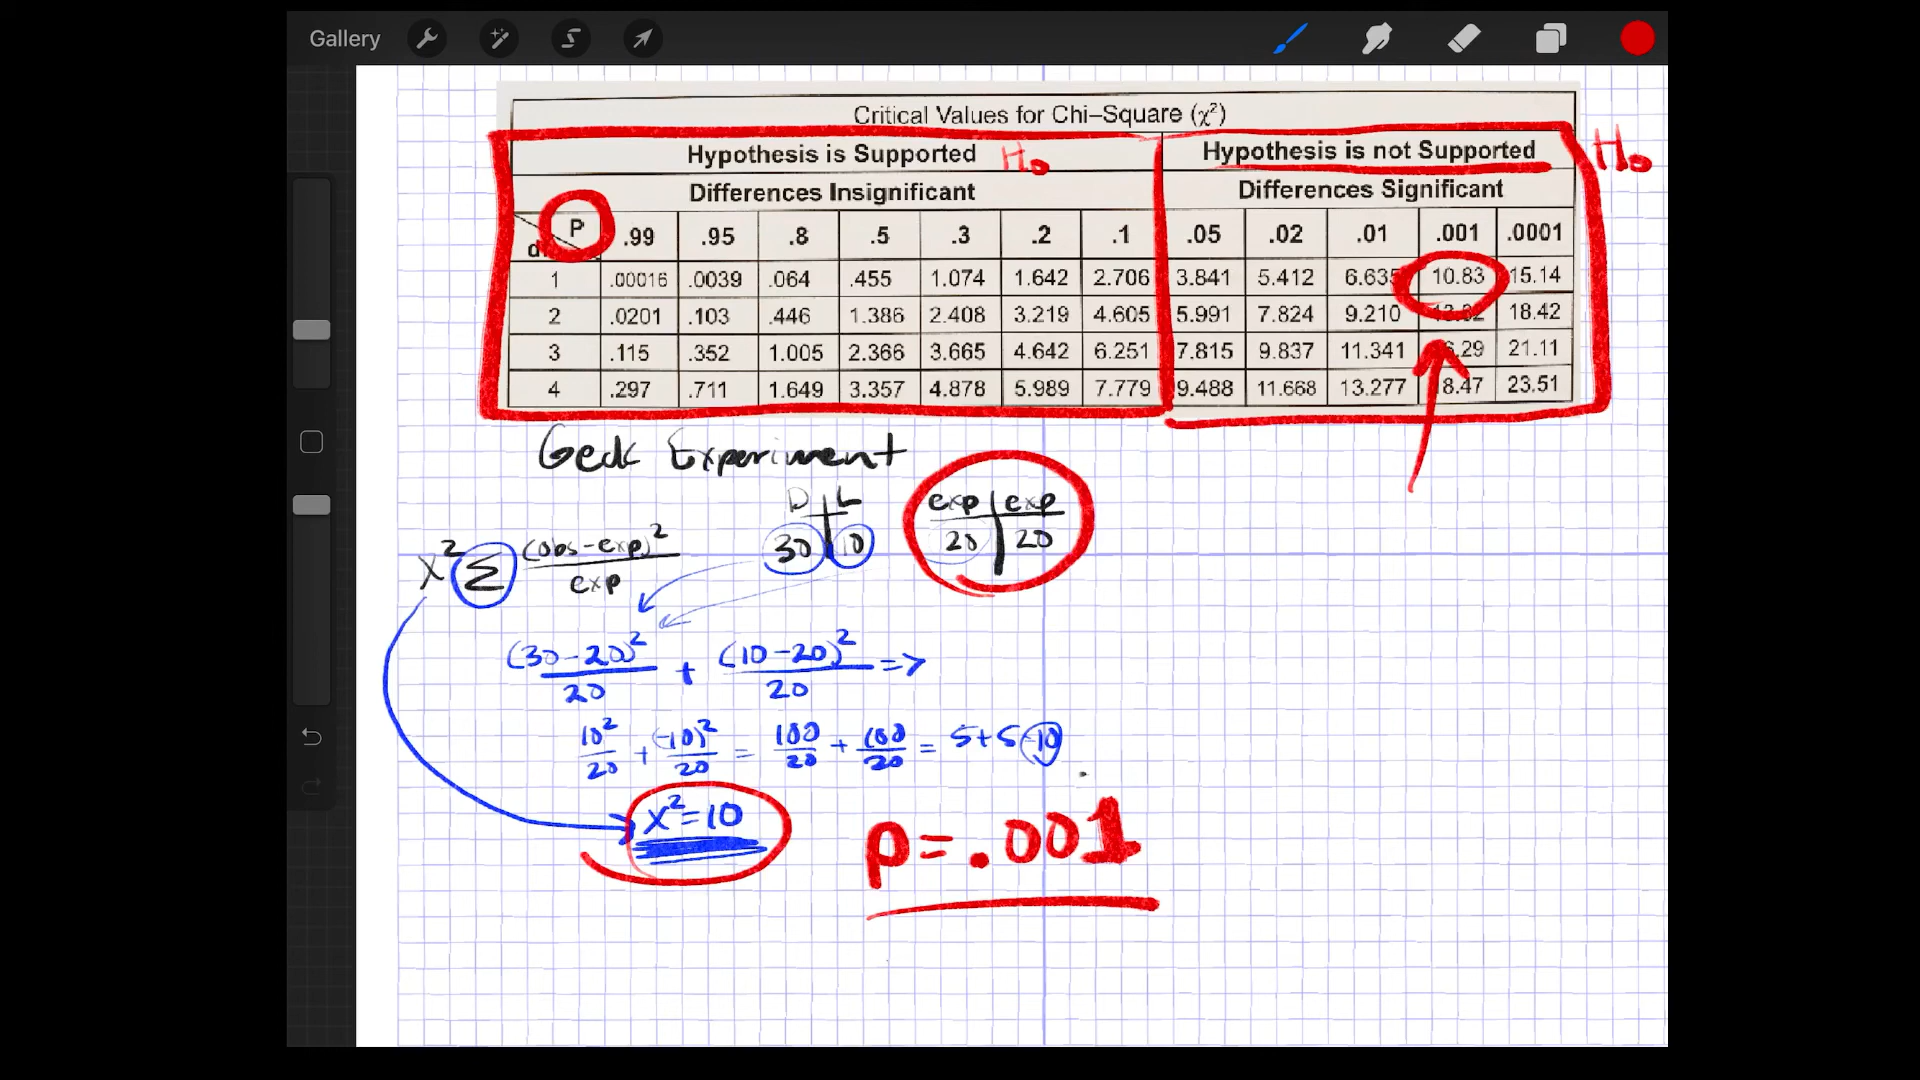 Gallery
Critical Values for Chi–Square (χ²)
Hypothesis is Supported H₀ Hypothesis is not Supported H₀
Differences Insignificant Differences Significant
P .99 .95 .8 .5 .3 .2 .1 .05 .02 .01 .001 .0001
1 .00016 .0039 .064 .455 1.074 1.642 2.706 3.841 5.412 6.635 10.83 15.14
2 .0201 .103 .446 1.386 2.408 3.219 4.605 5.991 7.824 9.210 18.42
3 .115 .352 1.005 2.366 3.665 4.642 6.251 7.815 9.837 11.341 21.11
4 .297 .711 1.649 3.357 4.878 5.989 7.779 9.488 11.668 13.277 23.51
Experiment
D L exp exp
30 10 20 20
X² Σ (obs-exp)² / exp
(30-20)² / 20 + (10-20)² / 20 =>
10² / 20 + (-10)² / 20 = 100 / 20 + 100 / 20 = 5+5=10
X²=10
P=.001